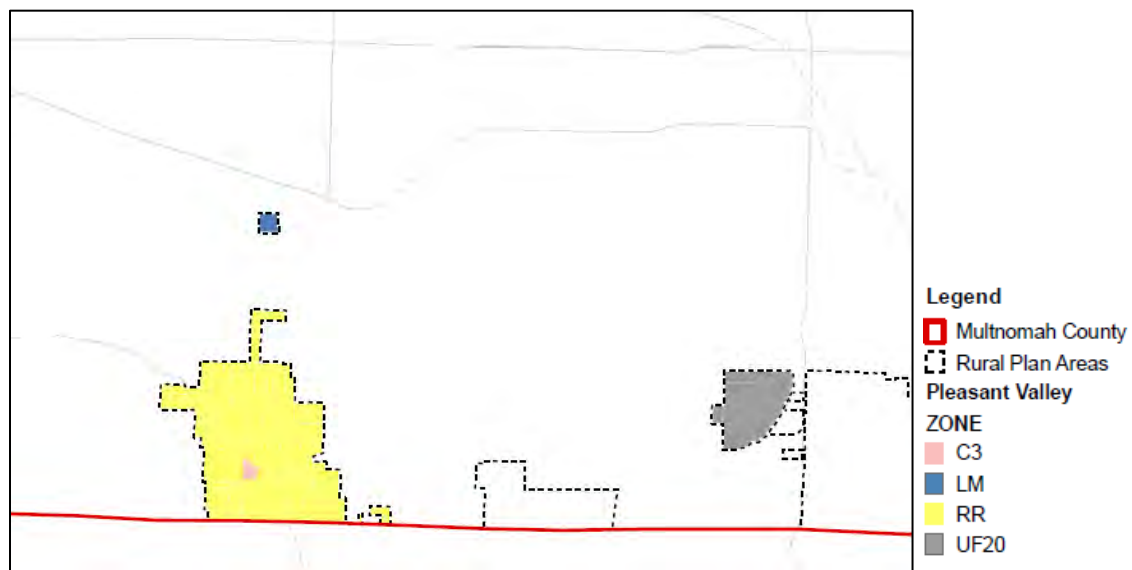 Legend
Multnomah County
Rural Plan Areas
Pleasant Valley
ZONE
C3
LM
RR
UF20